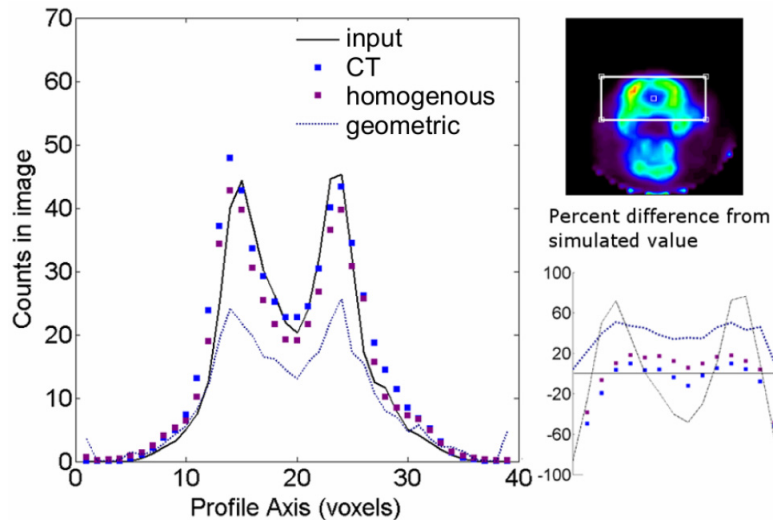 70
60
50
40
30
20
10
0
Counts in image
0 10 20 30 40
Profile Axis (voxels)
input
CT
homogenous
geometric
Percent difference from
simulated value
100
60
20
-20
-60
-100